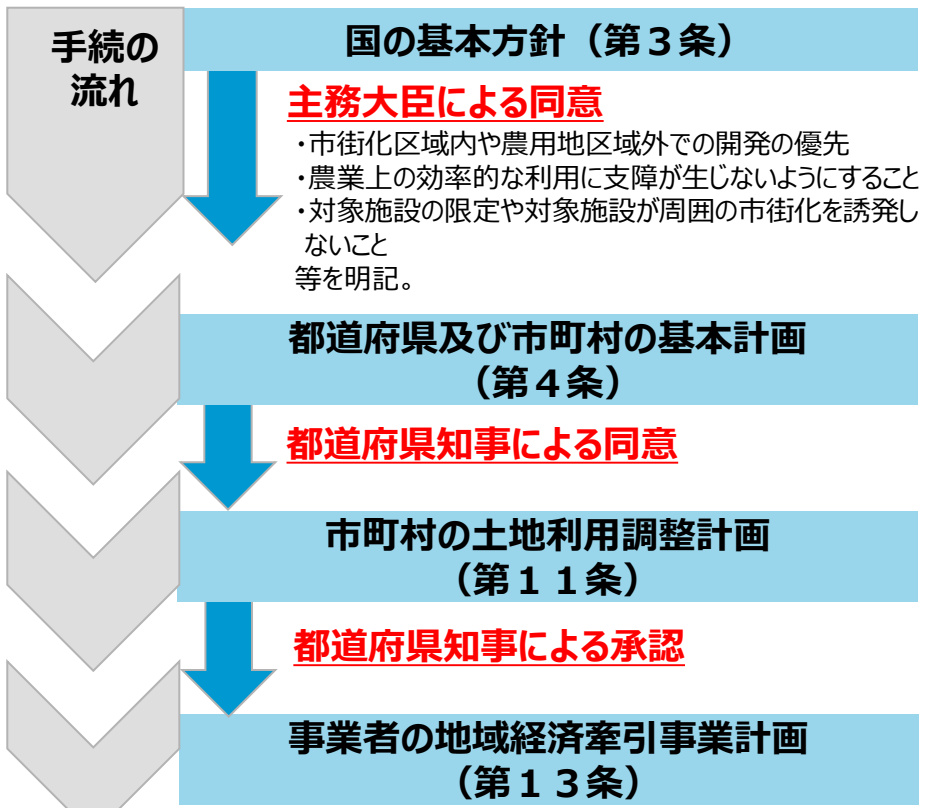 手続の
流れ
国の基本方針（第３条）
主務大臣による同意
・市街化区域内や農用地区域外での開発の優先
・農業上の効率的な利用に支障が生じないようにすること
・対象施設の限定や対象施設が周囲の市街化を誘発し
ないこと
等を明記。
都道府県及び市町村の基本計画
（第４条）
都道府県知事による同意
市町村の土地利用調整計画
（第１１条）
都道府県知事による承認
事業者の地域経済牽引事業計画
（第１３条）